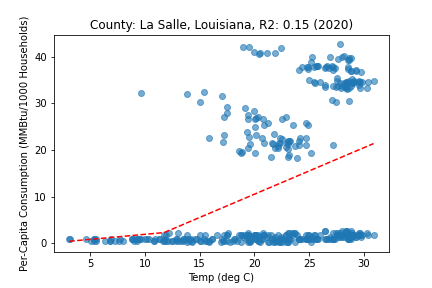 County: La Salle, Louisiana, R2: 0.15 (2020)
Per-Capita Consumption (MMBtu/1000 Households)
40
30
20
10
0
5 10 15 20 25 30
Temp (deg C)